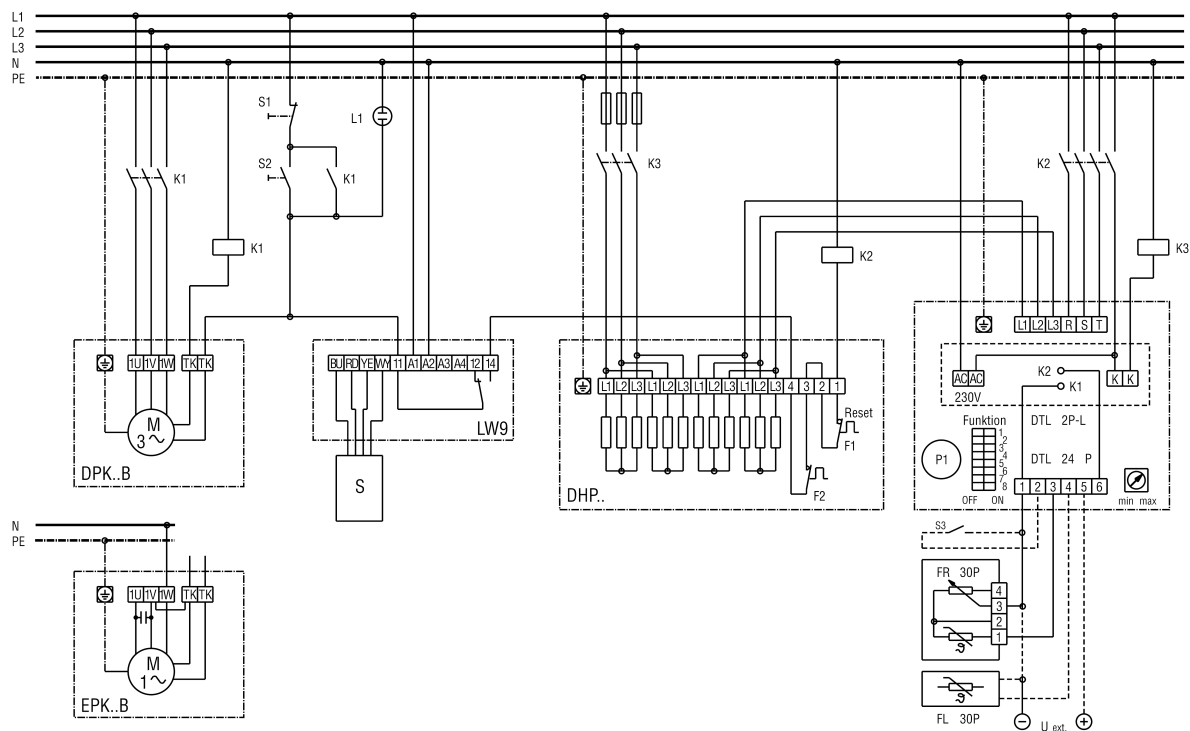 L1
L2
L3
N
PE
S1
L1
S2
K1
K1
K3
K2
K1
K2
K3
1U 1V 1W TK TK
M
3~
DPK..B
BU RD YE WY 11 A1 A2 A3 A4 12 14
LW9
S
L1 L2 L3 L1 L2 L3 L1 L2 L3 L1 L2 L3 4 3 2 1
Reset
F1
F2
DHP..
L1 L2 L3 R S T
AC AC
230V
K2
K1
K K
Funktion
1
2
3
4
5
6
7
8
OFF ON
DTL 2P-L
DTL 24 P
P1
1 2 3 4 5 6
min max
S3
FR 30P
4
3
2
1
ϑ
ϑ
FL 30P
− U ext. +
N
PE
1U 1V 1W TK TK
M
1~
EPK..B